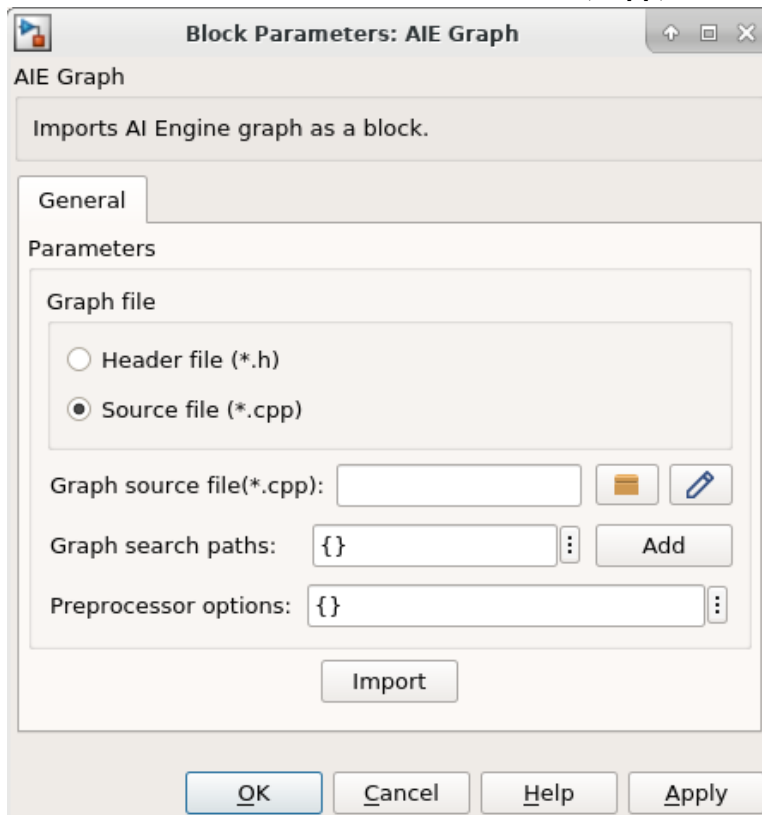 Block Parameters: AIE Graph
AIE Graph
Imports AI Engine graph as a block.
General
Parameters
Graph file
Header file (*.h)
Source file (*.cpp)
Graph source file(*.cpp):
Graph search paths: {} Add
Preprocessor options: {}
Import
OK Cancel Help Apply